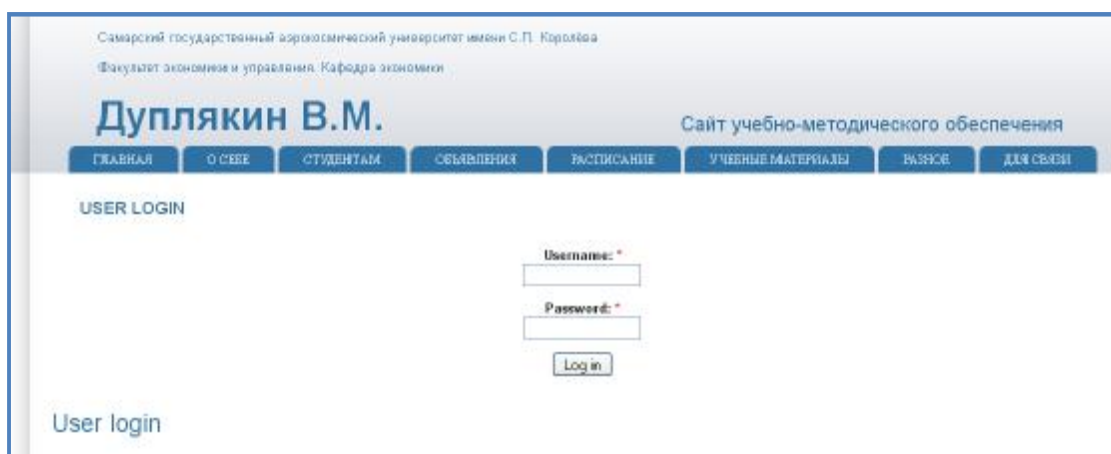 Самарский государственный аэрокосмический университет имени С.П. Королёва
Факультет экономики и управления. Кафедра экономики
Дуплякин В.М.
Сайт учебно-методического обеспечения
ГЛАВНАЯ О СЕБЕ СТУДЕНТАМ ОБЪЯВЛЕНИЯ РАСПИСАНИЕ УЧЕБНЫЕ МАТЕРИАЛЫ РАЗНОЕ ДЛЯ СВЯЗИ
USER LOGIN
Username: *
Password: *
Log in
User login